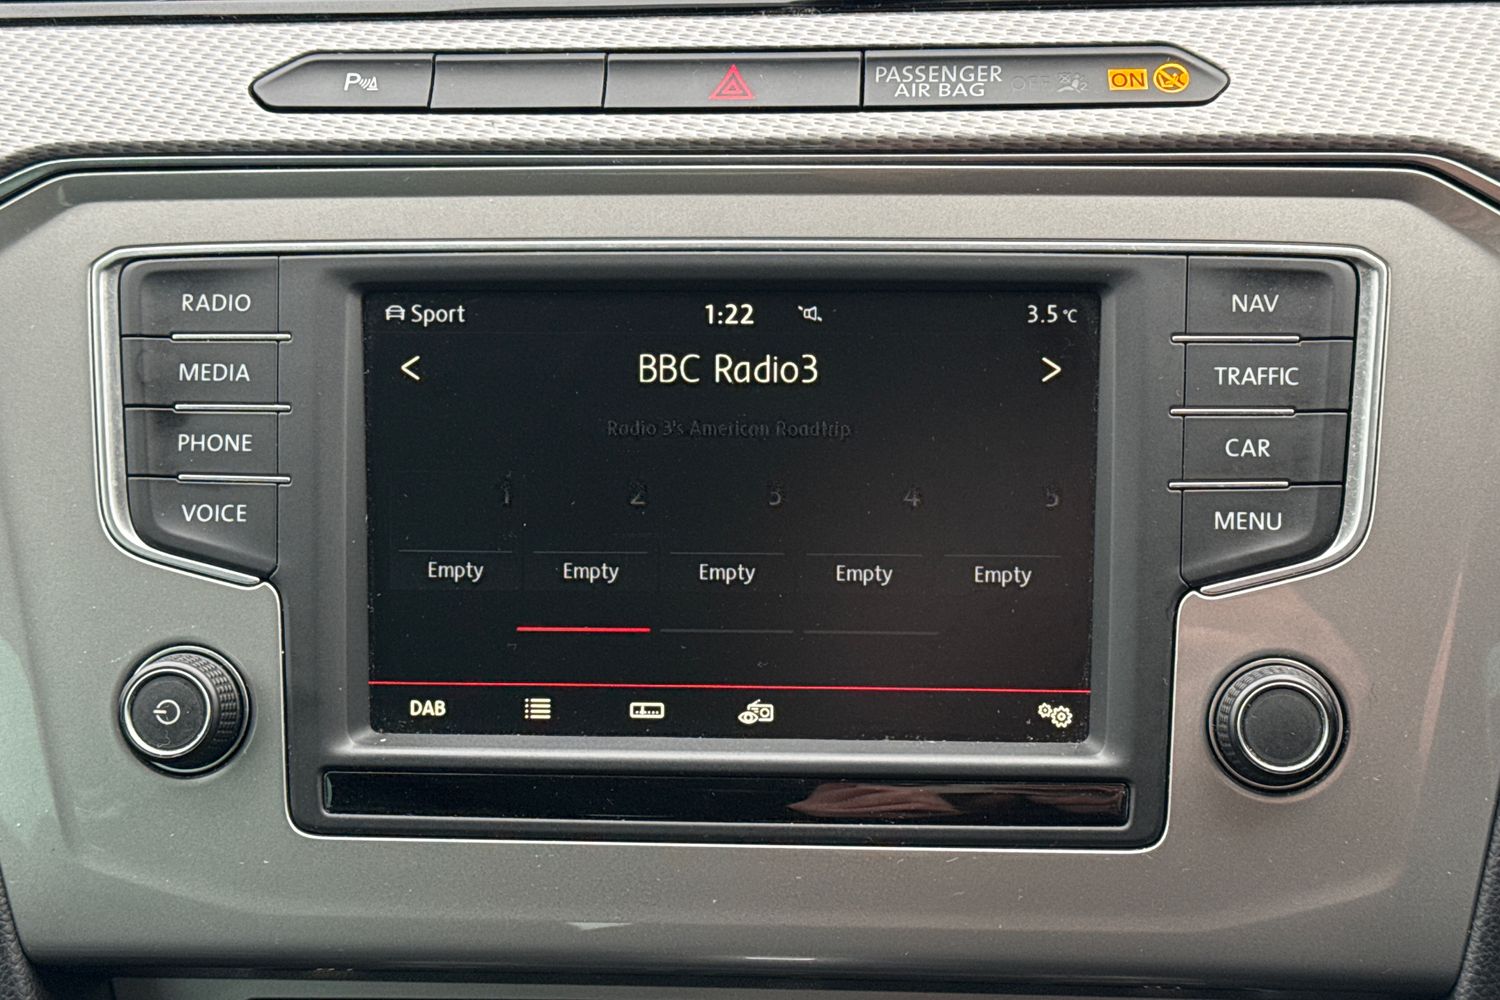 PASSENGER
AIR BAG
OFF
ON
RADIO
MEDIA
PHONE
VOICE
Sport
1:22
3.5°C
< BBC Radio3 >
Radio 3's American Roadtrip
1 2 3 4 5
Empty Empty Empty Empty Empty
DAB
NAV
TRAFFIC
CAR
MENU